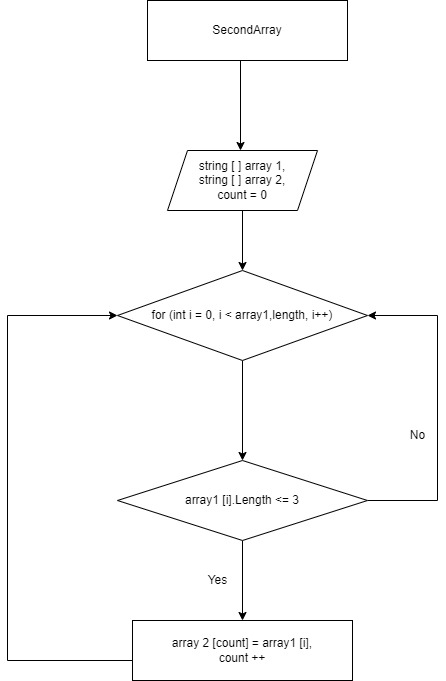 SecondArray
string [ ] array 1,
string [ ] array 2,
count = 0
for (int i = 0, i < array1,length, i++)
No
array1 [i].Length <= 3
Yes
array 2 [count] = array1 [i],
count ++